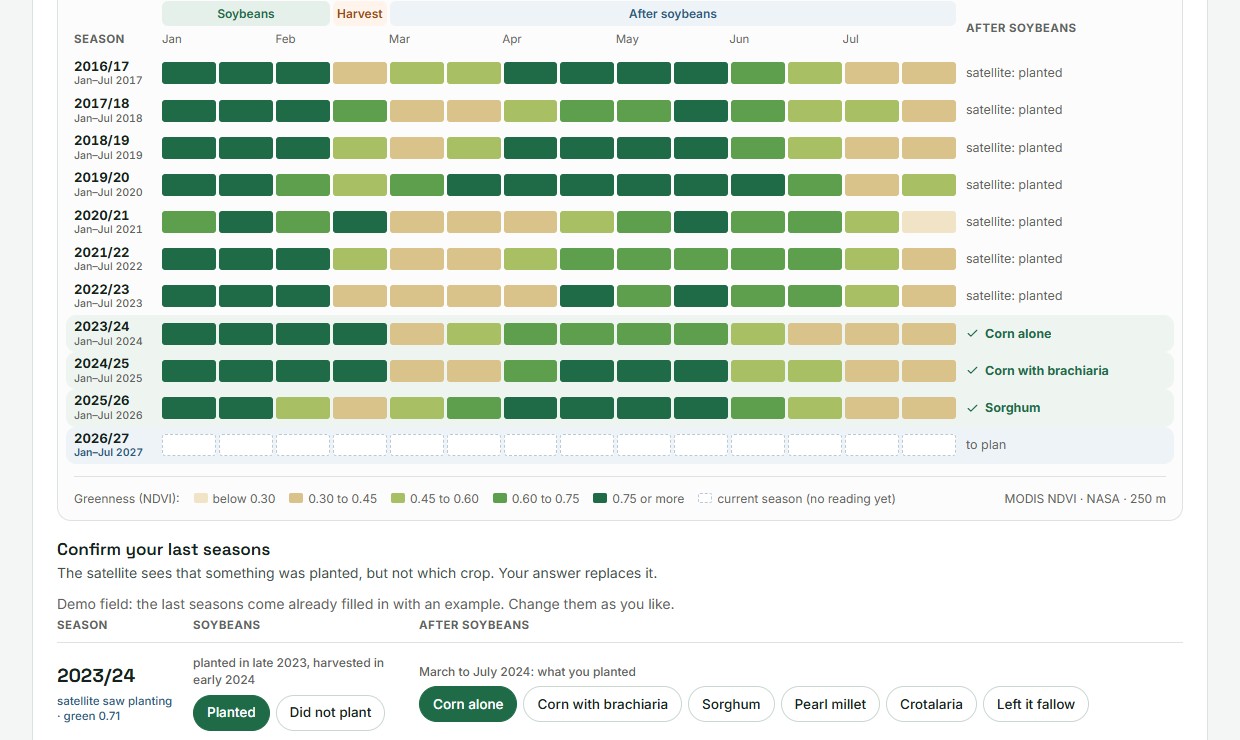 Soybeans Harvest After soybeans
SEASON Jan Feb Mar Apr May Jun Jul AFTER SOYBEANS
2016/17 satellite: planted
Jan–Jul 2017
2017/18 satellite: planted
Jan–Jul 2018
2018/19 satellite: planted
Jan–Jul 2019
2019/20 satellite: planted
Jan–Jul 2020
2020/21 satellite: planted
Jan–Jul 2021
2021/22 satellite: planted
Jan–Jul 2022
2022/23 satellite: planted
Jan–Jul 2023
2023/24 ✓ Corn alone
Jan–Jul 2024
2024/25 ✓ Corn with brachiaria
Jan–Jul 2025
2025/26 ✓ Sorghum
Jan–Jul 2026
2026/27 to plan
Jan–Jul 2027
Greenness (NDVI): below 0.30 0.30 to 0.45 0.45 to 0.60 0.60 to 0.75 0.75 or more current season (no reading yet) MODIS NDVI · NASA · 250 m
Confirm your last seasons
The satellite sees that something was planted, but not which crop. Your answer replaces it.
Demo field: the last seasons come already filled in with an example. Change them as you like.
SEASON SOYBEANS AFTER SOYBEANS
2023/24
satellite saw planting
· green 0.71
planted in late 2023, harvested in
early 2024
Planted Did not plant
March to July 2024: what you planted
Corn alone Corn with brachiaria Sorghum Pearl millet Crotalaria Left it fallow